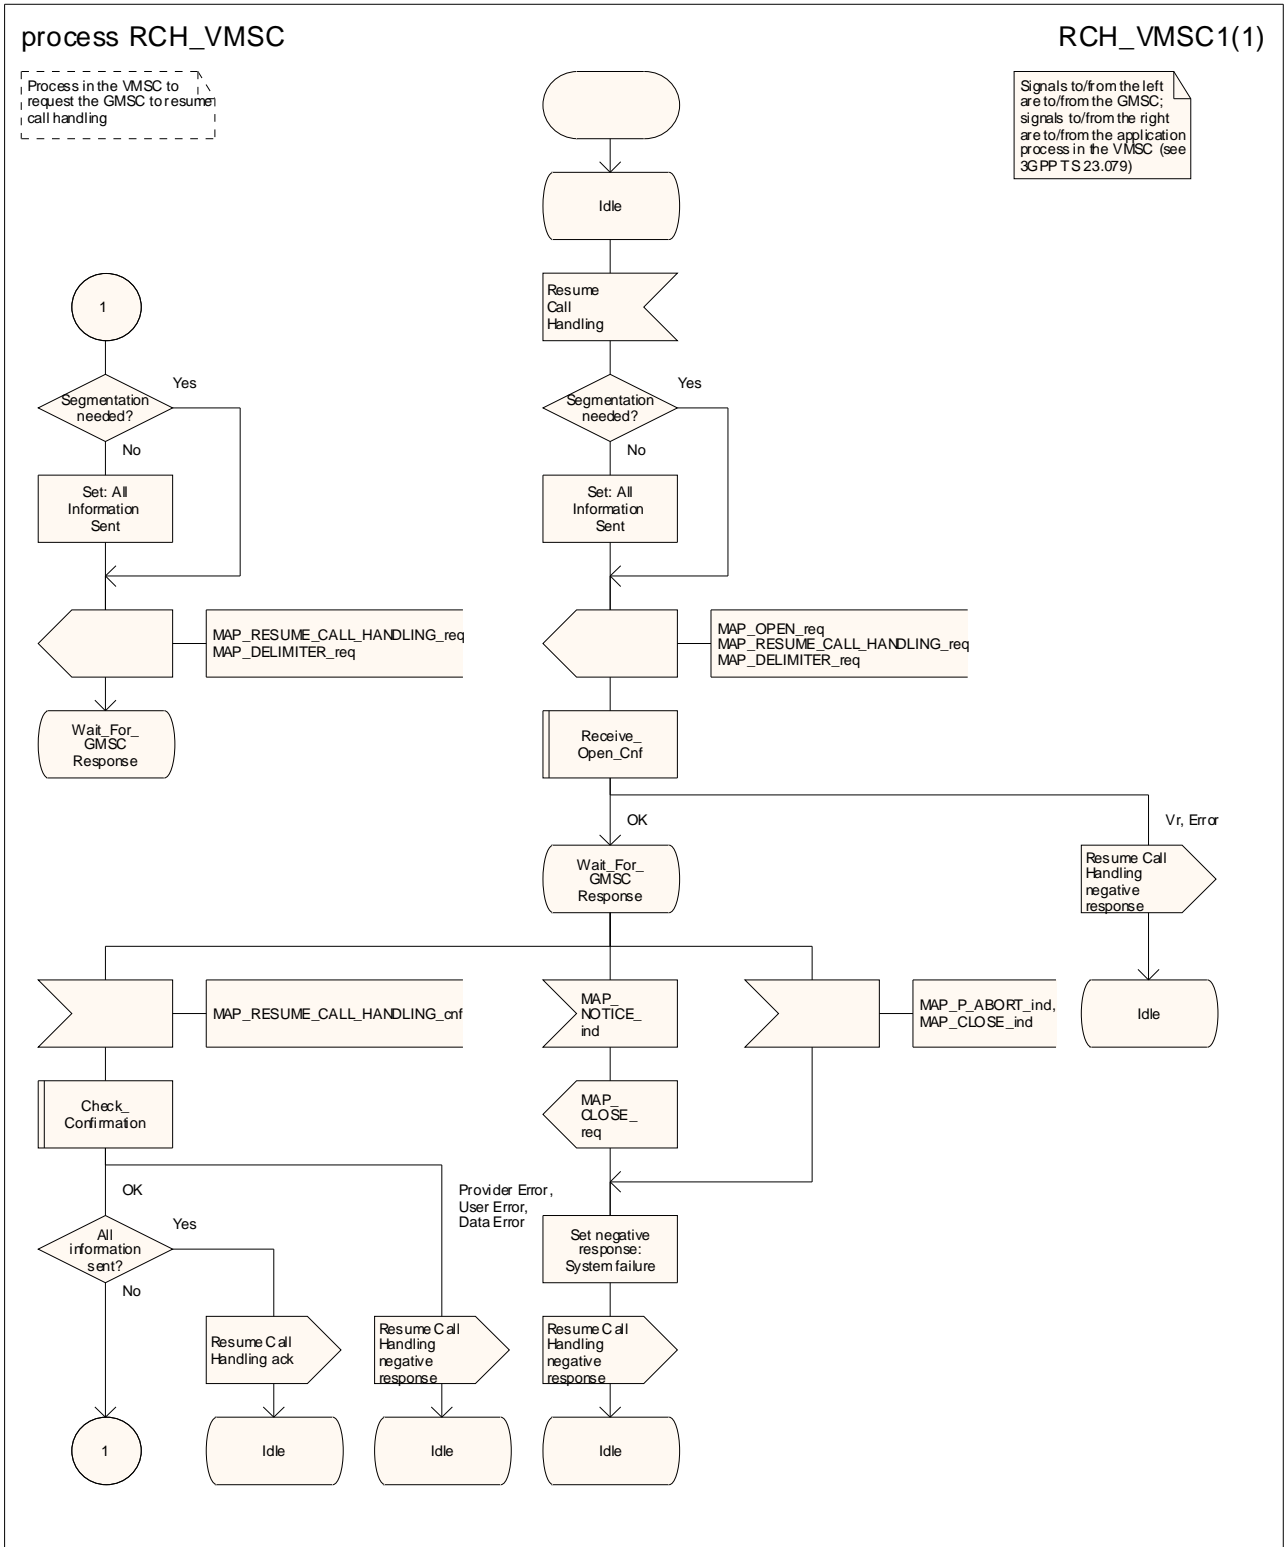 process RCH_VMSC
RCH_VMSC1(1)
Process in the VMSC to
request the GMSC to resume
call handling
Signals to/from the left
are to/from the GMSC;
signals to/from the right
are to/from the application
process in the VMSC (see
3GPP TS 23.079)
Idle
1
Resume
Call
Handling
Segmentation
needed?
Yes
No
Segmentation
needed?
Yes
No
Set: All
Information
Sent
Set: All
Information
Sent
MAP_RESUME_CALL_HANDLING_req
MAP_DELIMITER_req
MAP_OPEN_req
MAP_RESUME_CALL_HANDLING_req
MAP_DELIMITER_req
Wait_For_
GMSC
Response
Receive_
Open_Cnf
OK
Vr, Error
Wait_For_
GMSC
Response
Resume Call
Handling
negative
response
MAP_RESUME_CALL_HANDLING_cnf
MAP_
NOTICE_
ind
MAP_P_ABORT_ind,
MAP_CLOSE_ind
Idle
Check_
Confirmation
MAP_
CLOSE_
req
OK
Provider Error,
User Error,
Data Error
All
information
sent?
Yes
No
Set negative
response:
System failure
Resume Call
Handling ack
Resume Call
Handling
negative
response
Resume Call
Handling
negative
response
1
Idle
Idle
Idle